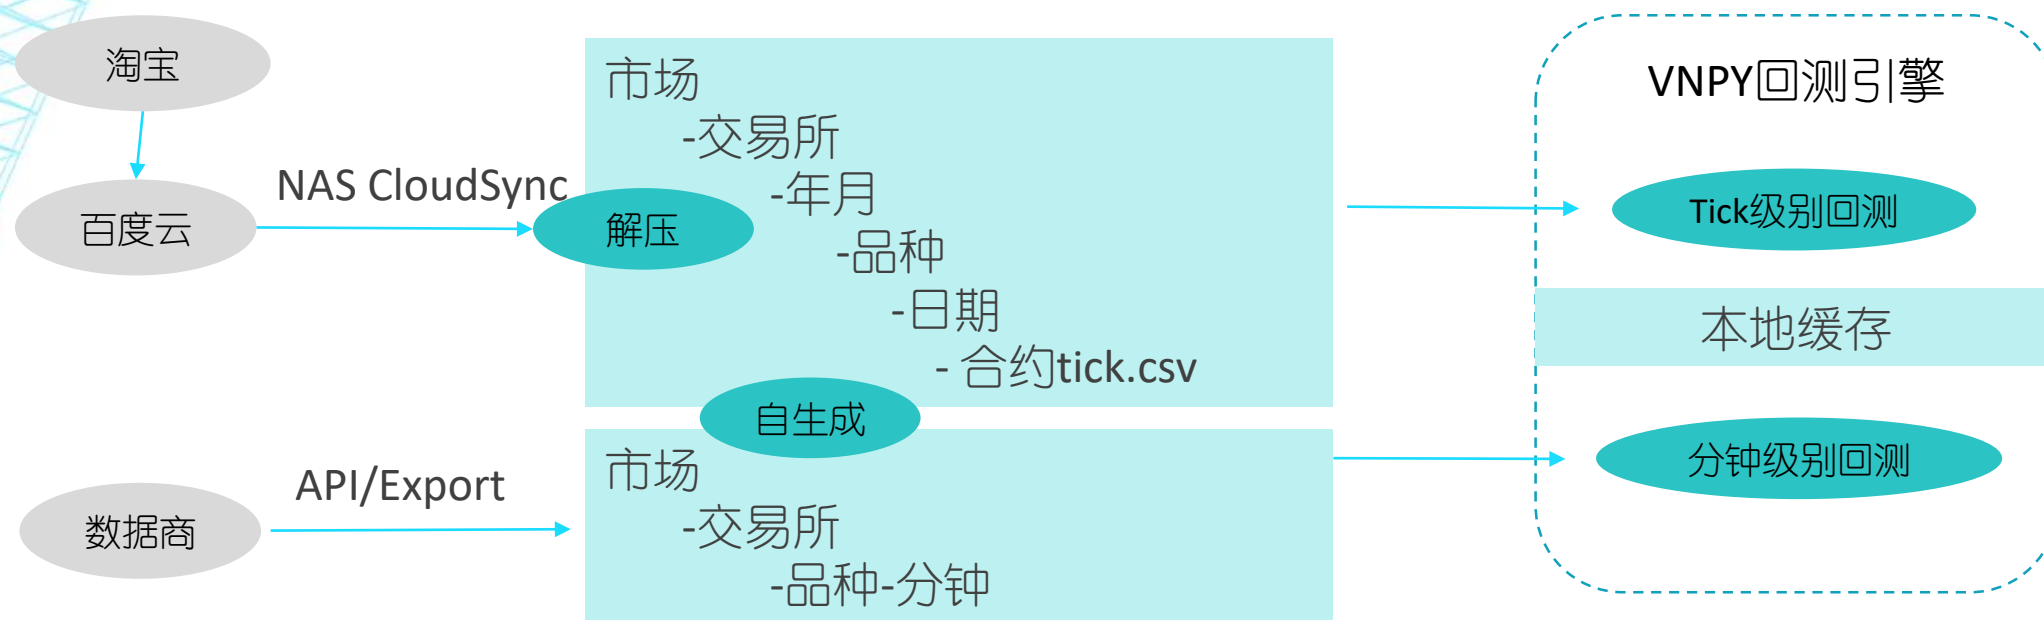 淘宝
百度云
NAS CloudSync
解压
市场
-交易所
-年月
-品种
-日期
- 合约tick.csv
自生成
数据商
API/Export
市场
-交易所
-品种-分钟
VNPY回测引擎
Tick级别回测
本地缓存
分钟级别回测